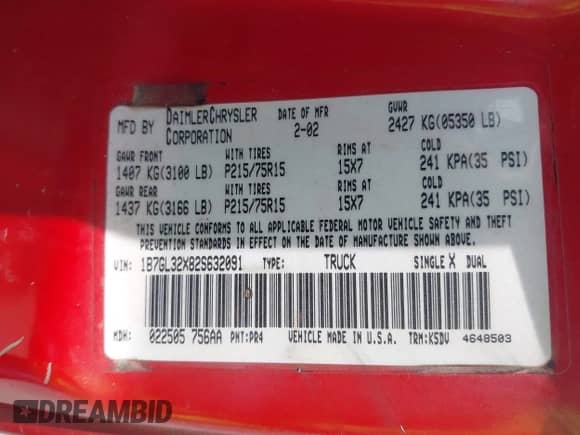 MFD BY DAIMLERCHRYSLER CORPORATION DATE OF MFR 2-02 GVWR 2427 KG(05350 LB)
GAWR FRONT WITH TIRES RIMS AT COLD
1407 KG(3100 LB) P215/75R15 15X7 241 KPA(35 PSI)
GAWR REAR WITH TIRES RIMS AT COLD
1437 KG(3166 LB) P215/75R15 15X7 241 KPA(35 PSI)
THIS VEHICLE CONFORMS TO ALL APPLICABLE FEDERAL MOTOR VEHICLE SAFETY AND THEFT
PREVENTION STANDARDS IN EFFECT ON THE DATE OF MANUFACTURE SHOWN ABOVE.
VIN: 1B7GL32X82S632091 TYPE: TRUCK SINGLE X DUAL
MDH: 022505 756AA PNT:PR4 VEHICLE MADE IN U.S.A. TRM:K5DV 4648503
DREAMBID